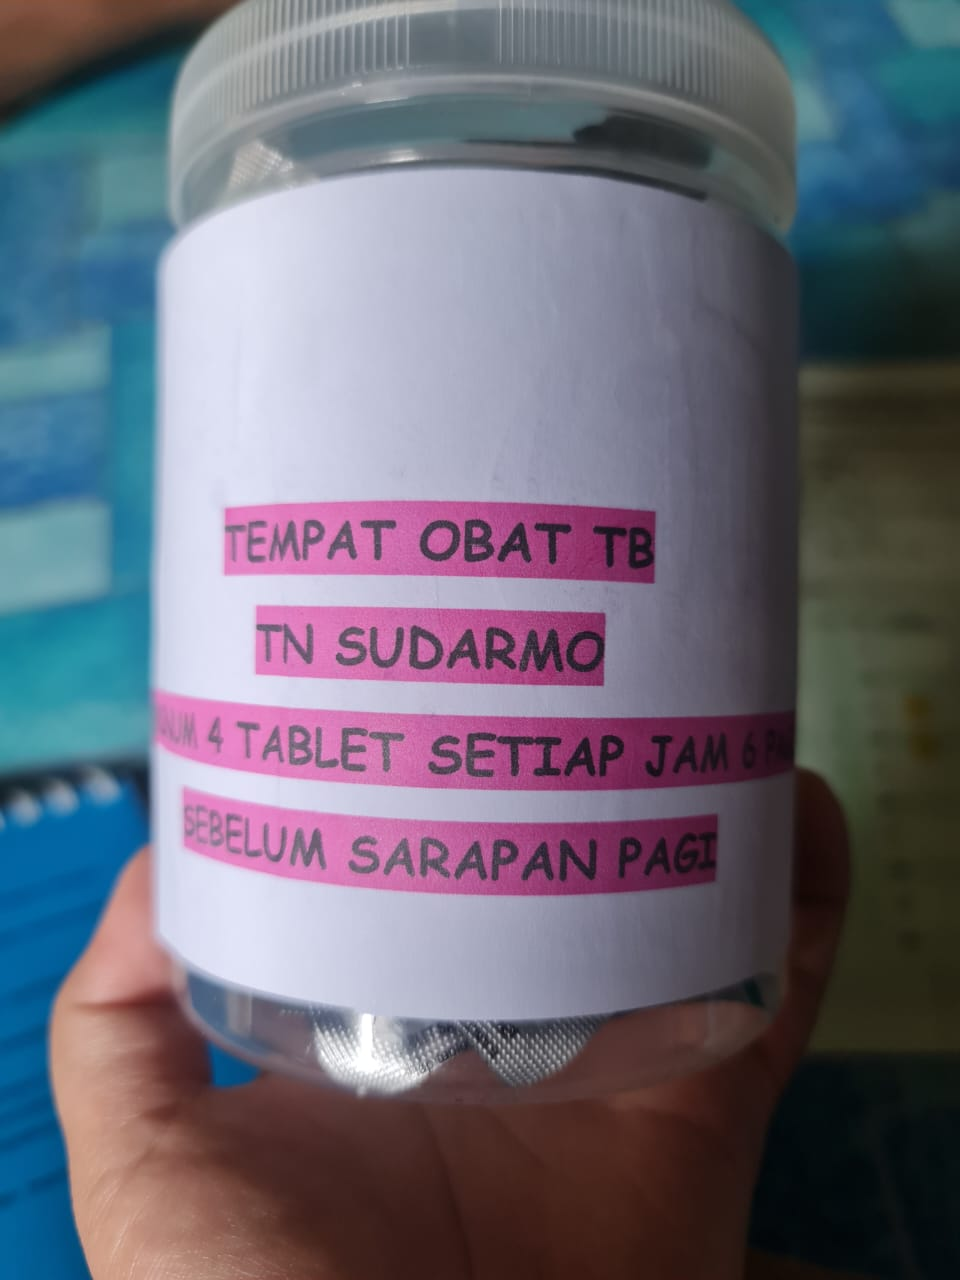 TEMPAT OBAT TB
TN SUDARMO
4 TABLET SETIAP JAM 6
SEBELUM SARAPAN PAGI